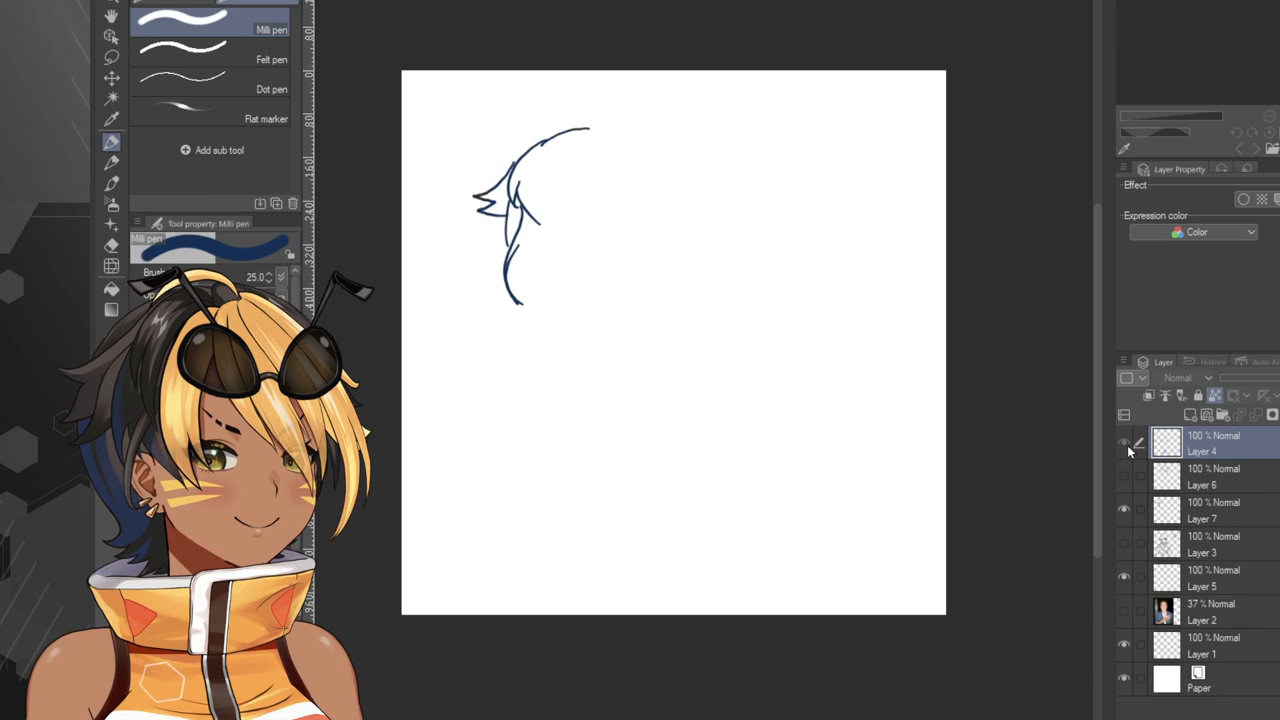 Milli pen
Felt pen
Dot pen
Flat marker
Add sub tool
Tool property: Milli pen
Milli pen
25.0
Layer Property
Effect
Expression color
Color
Layer
History
Normal
100 % Normal
Layer 4
100 % Normal
Layer 6
100 % Normal
Layer 7
100 % Normal
Layer 3
100 % Normal
Layer 5
37 % Normal
Layer 2
100 % Normal
Layer 1
Paper